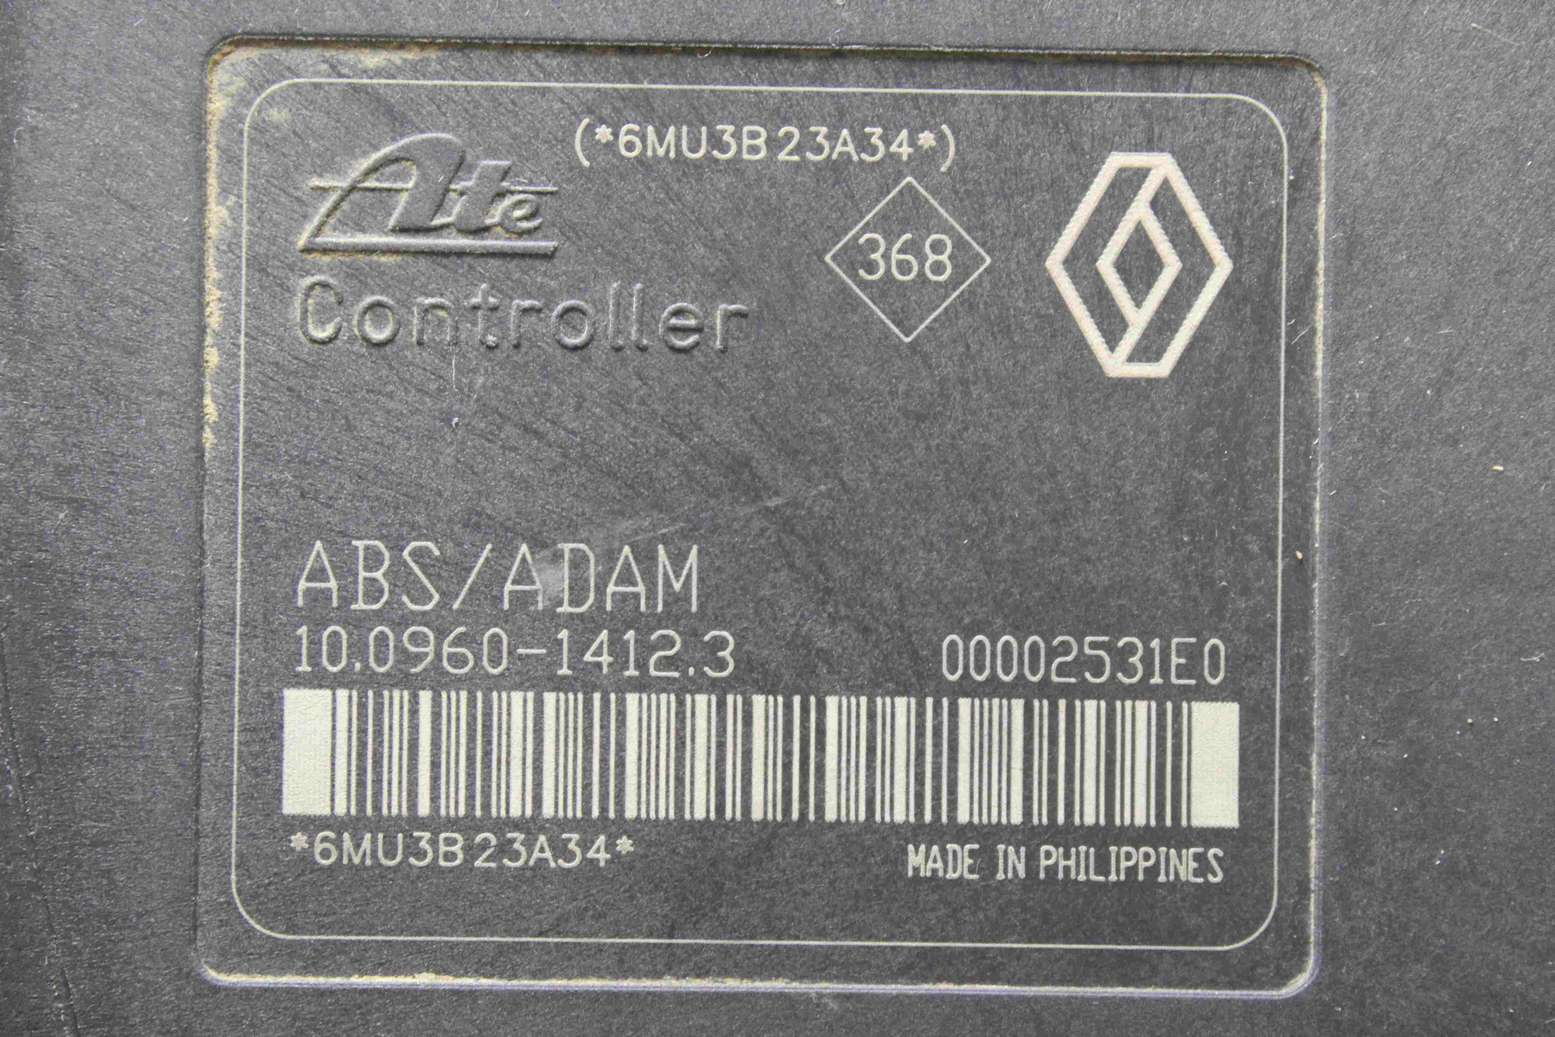 (*6MU3B23A34*)
Ate
368
Controller
ABS/ADAM
10.0960-1412.3
00002531E0
*6MU3B23A34*
MADE IN PHILIPPINES